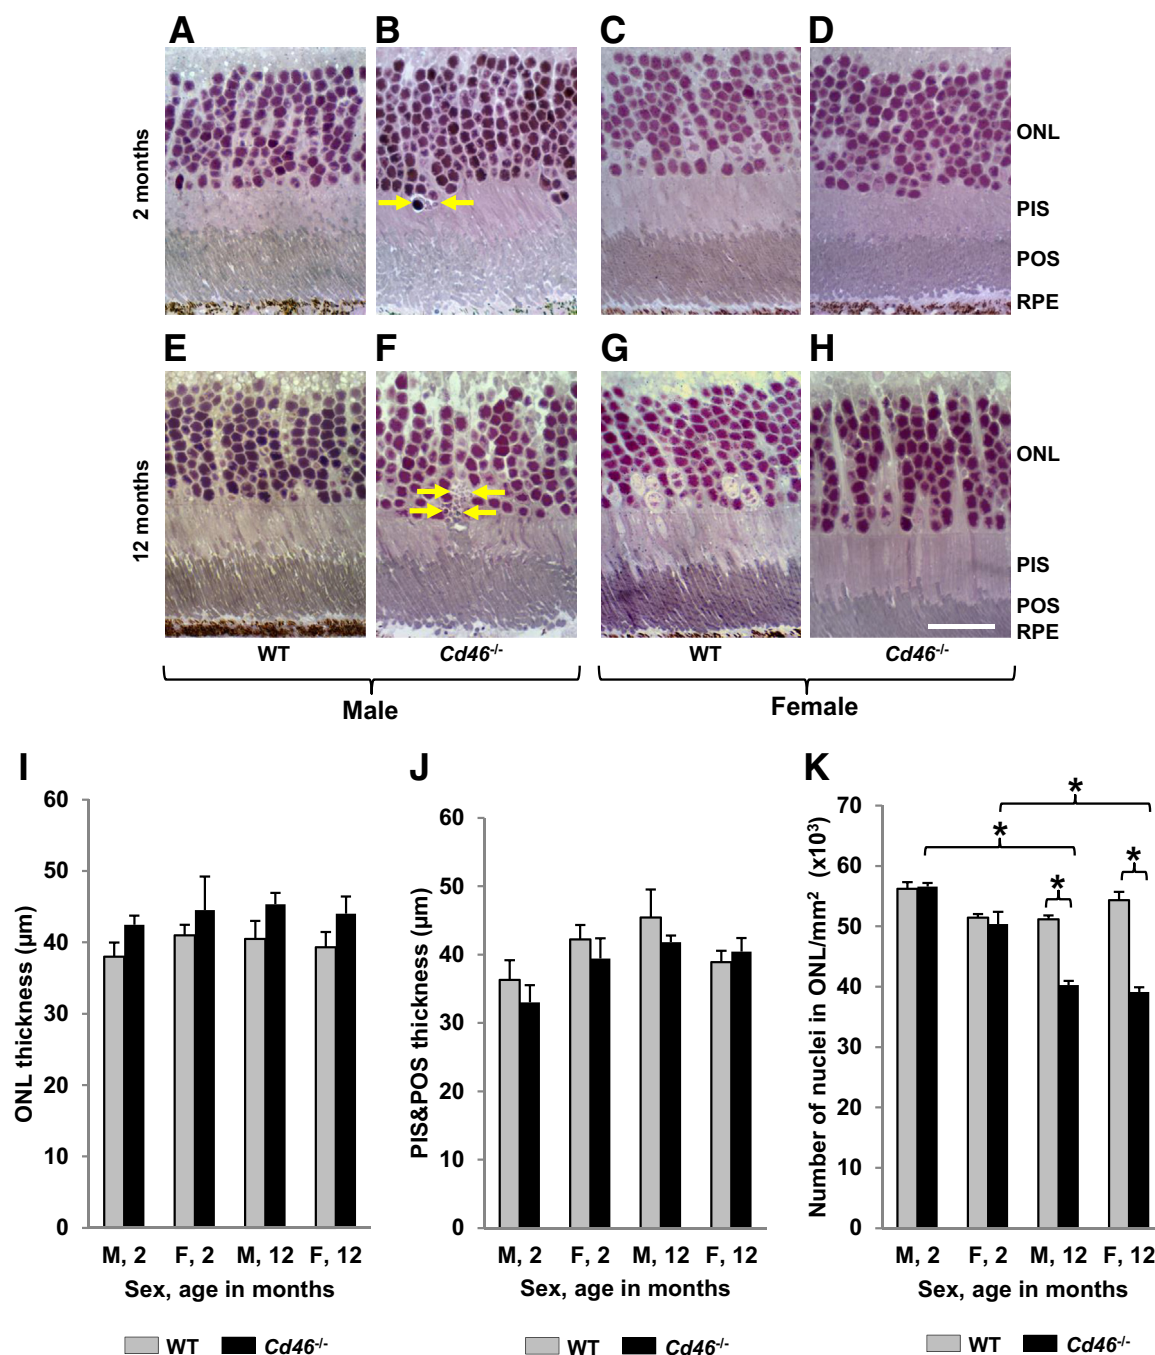 A B C D
2 months
ONL
PIS
POS
RPE
E F G H
12 months
ONL
PIS
POS
RPE
WT Cd46-/- WT Cd46-/-
Male Female
I
ONL thickness (µm)
60
50
40
30
20
10
0
M, 2 F, 2 M, 12 F, 12
Sex, age in months
WT Cd46-/-
J
PIS&POS thickness (µm)
60
50
40
30
20
10
0
M, 2 F, 2 M, 12 F, 12
Sex, age in months
WT Cd46-/-
K
Number of nuclei in ONL/mm² (x10³)
70
60
50
40
30
20
10
0
*
*
*
*
M, 2 F, 2 M, 12 F, 12
Sex, age in months
WT Cd46-/-